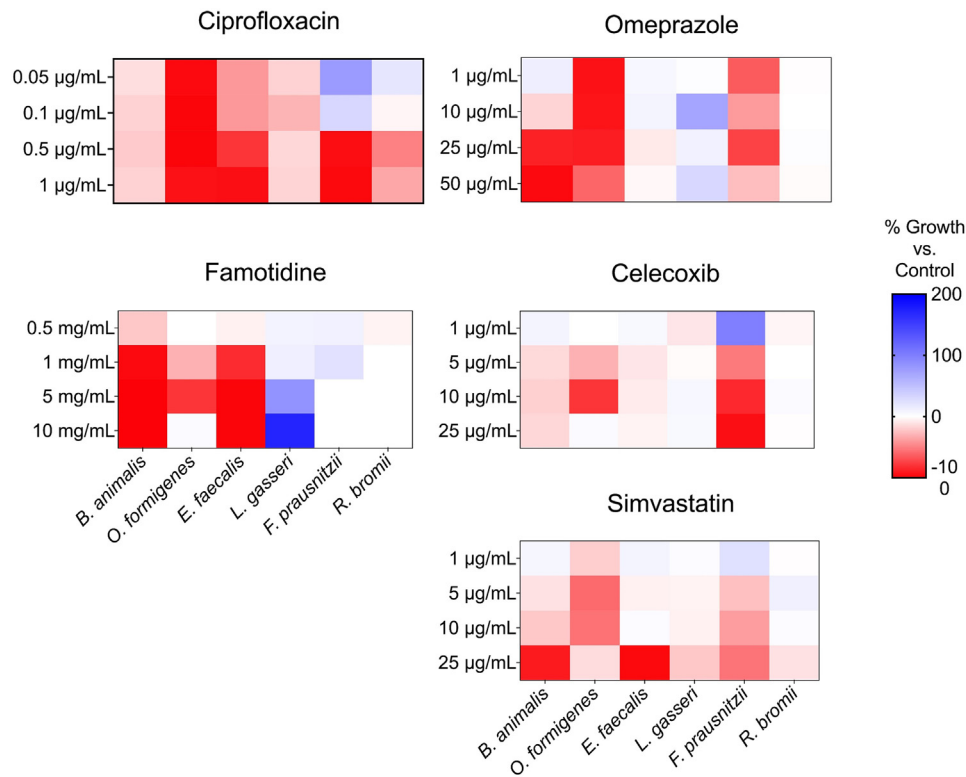 Ciprofloxacin
0.05 µg/mL
0.1 µg/mL
0.5 µg/mL
1 µg/mL
Omeprazole
1 µg/mL
10 µg/mL
25 µg/mL
50 µg/mL
% Growth
vs.
Control
200
100
0
-10
0
Famotidine
0.5 mg/mL
1 mg/mL
5 mg/mL
10 mg/mL
B. animalis
O. formigenes
E. faecalis
L. gasseri
F. prausnitzii
R. bromii
Celecoxib
1 µg/mL
5 µg/mL
10 µg/mL
25 µg/mL
Simvastatin
1 µg/mL
5 µg/mL
10 µg/mL
25 µg/mL
B. animalis
O. formigenes
E. faecalis
L. gasseri
F. prausnitzii
R. bromii